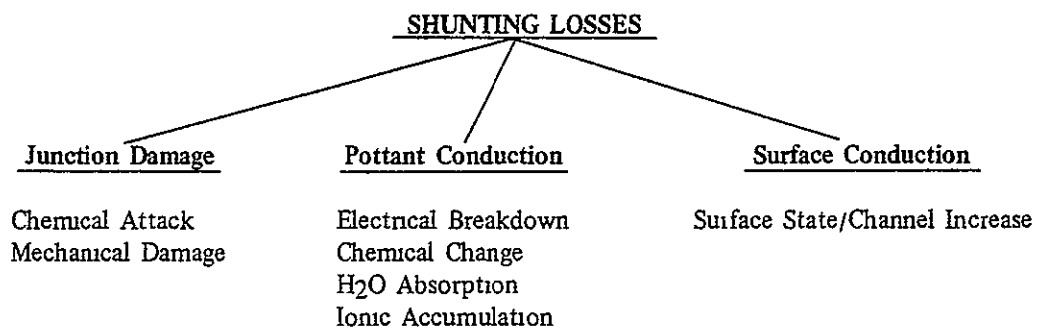 SHUNTING LOSSES
Junction Damage
Chemical Attack
Mechanical Damage
Pottant Conduction
Electrical Breakdown
Chemical Change
H2O Absorption
Ionic Accumulation
Surface Conduction
Surface State/Channel Increase